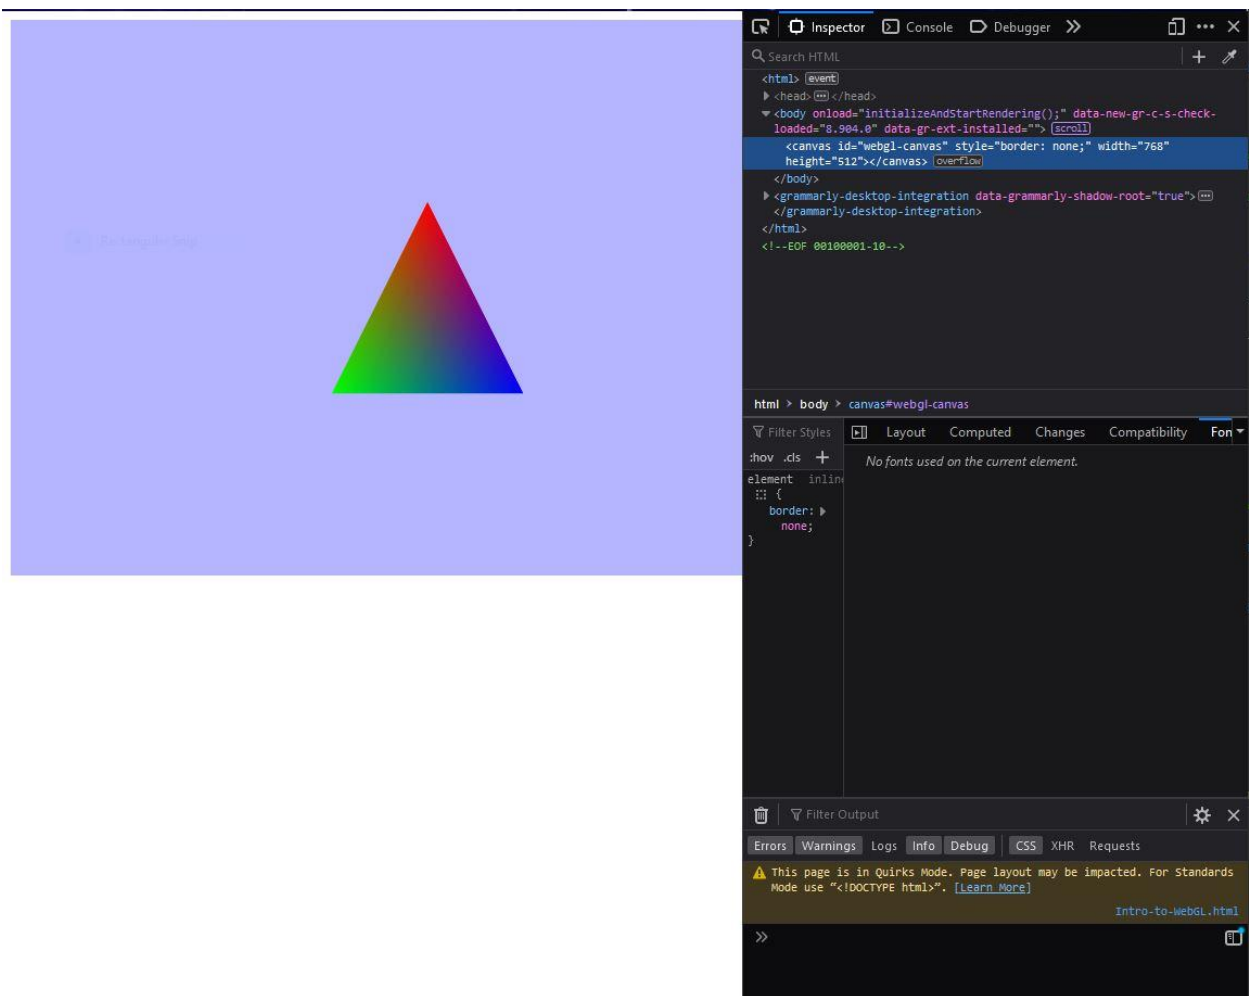 Inspector Console Debugger
Search HTML
<html> event
<head> </head>
<body onload="initializeAndStartRendering();" data-new-gr-c-s-check-
loaded="8.904.0" data-gr-ext-installed=""> scroll
<canvas id="webgl-canvas" style="border: none;" width="768"
height="512"></canvas> overflow
</body>
<grammarly-desktop-integration data-grammarly-shadow-root="true">
</grammarly-desktop-integration>
</html>
<!--EOF 00100001-10-->
html > body > canvas#webgl-canvas
Filter Styles Layout Computed Changes Compatibility Fon
:hov .cls +
No fonts used on the current element.
element inlin
{
border:
none;
}
Filter Output
Errors Warnings Logs Info Debug CSS XHR Requests
This page is in Quirks Mode. Page layout may be impacted. For Standards
Mode use “<!DOCTYPE html>”. [Learn More]
Intro-to-WebGL.html